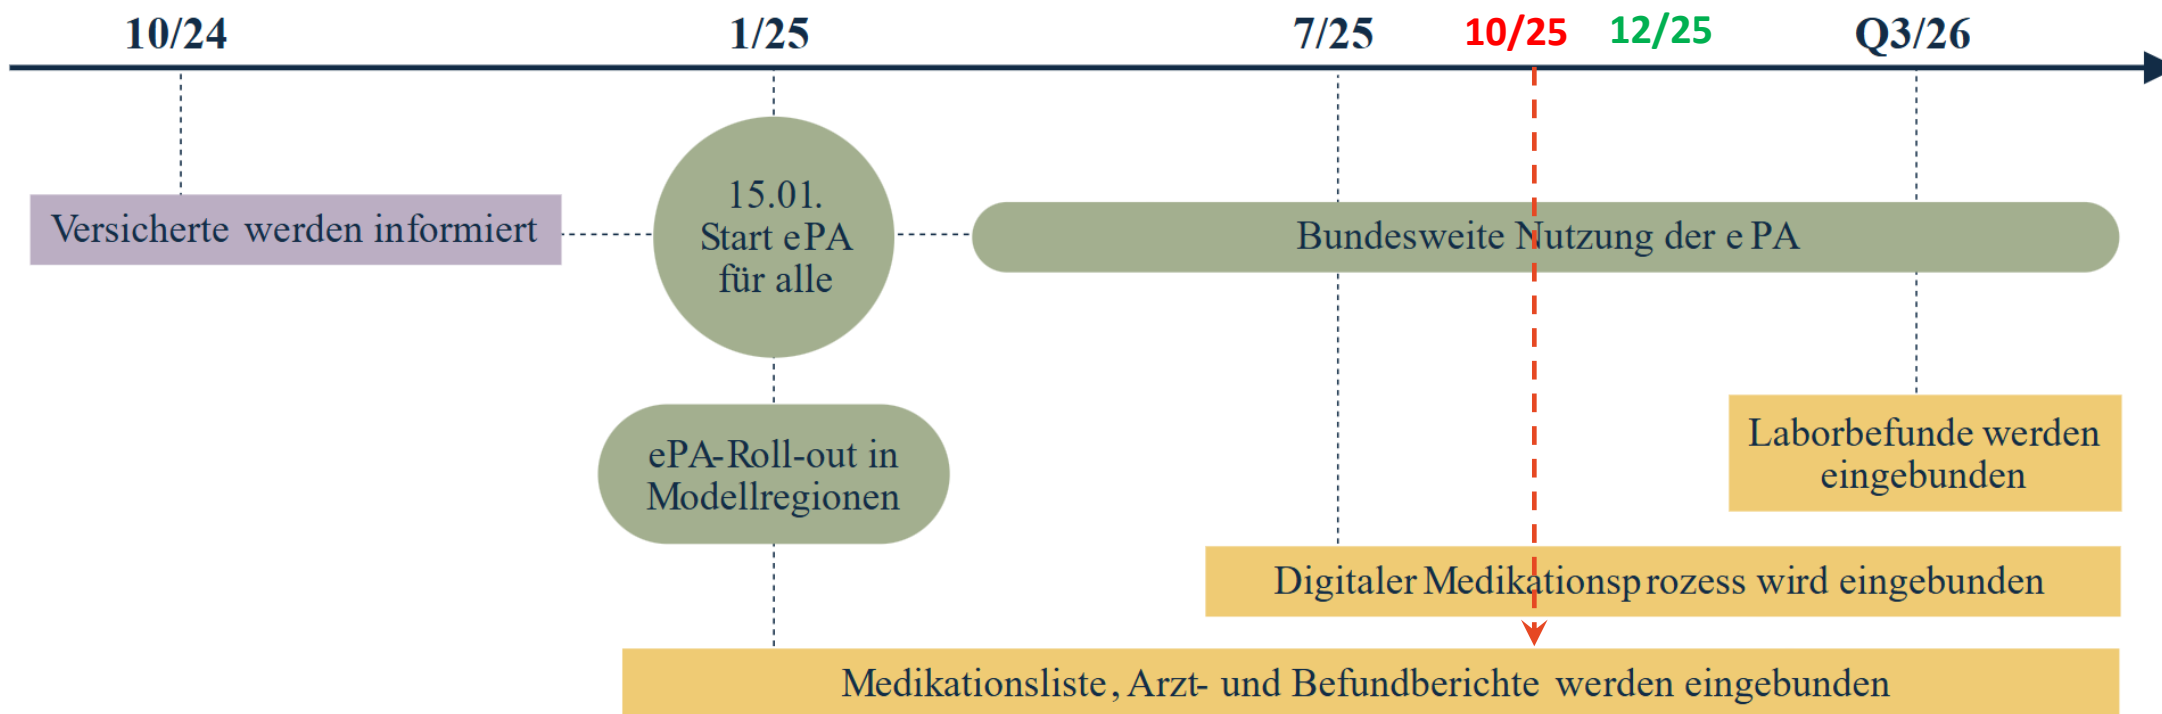 10/24 1/25 7/25 10/25 12/25 Q3/26
Versicherte werden informiert
15.01.
Start ePA
für alle
Bundesweite Nutzung der ePA
ePA-Roll-out in
Modellregionen
Laborbefunde werden
eingebunden
Digitaler Medikationsprozess wird eingebunden
Medikationsliste, Arzt- und Befundberichte werden eingebunden